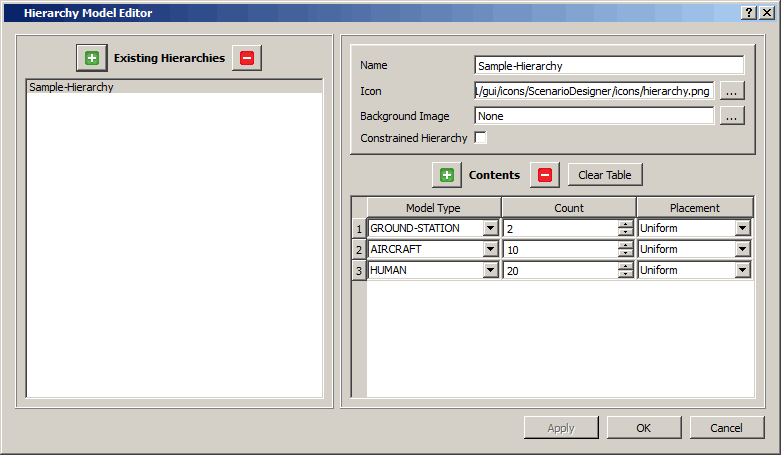 Hierarchy Model Editor
Existing Hierarchies
Sample-Hierarchy
Name Sample-Hierarchy
Icon l/gui/icons/ScenarioDesigner/icons/hierarchy.png ...
Background Image None ...
Constrained Hierarchy
Contents Clear Table
Model Type Count Placement
1 GROUND-STATION 2 Uniform
2 AIRCRAFT 10 Uniform
3 HUMAN 20 Uniform
Apply OK Cancel